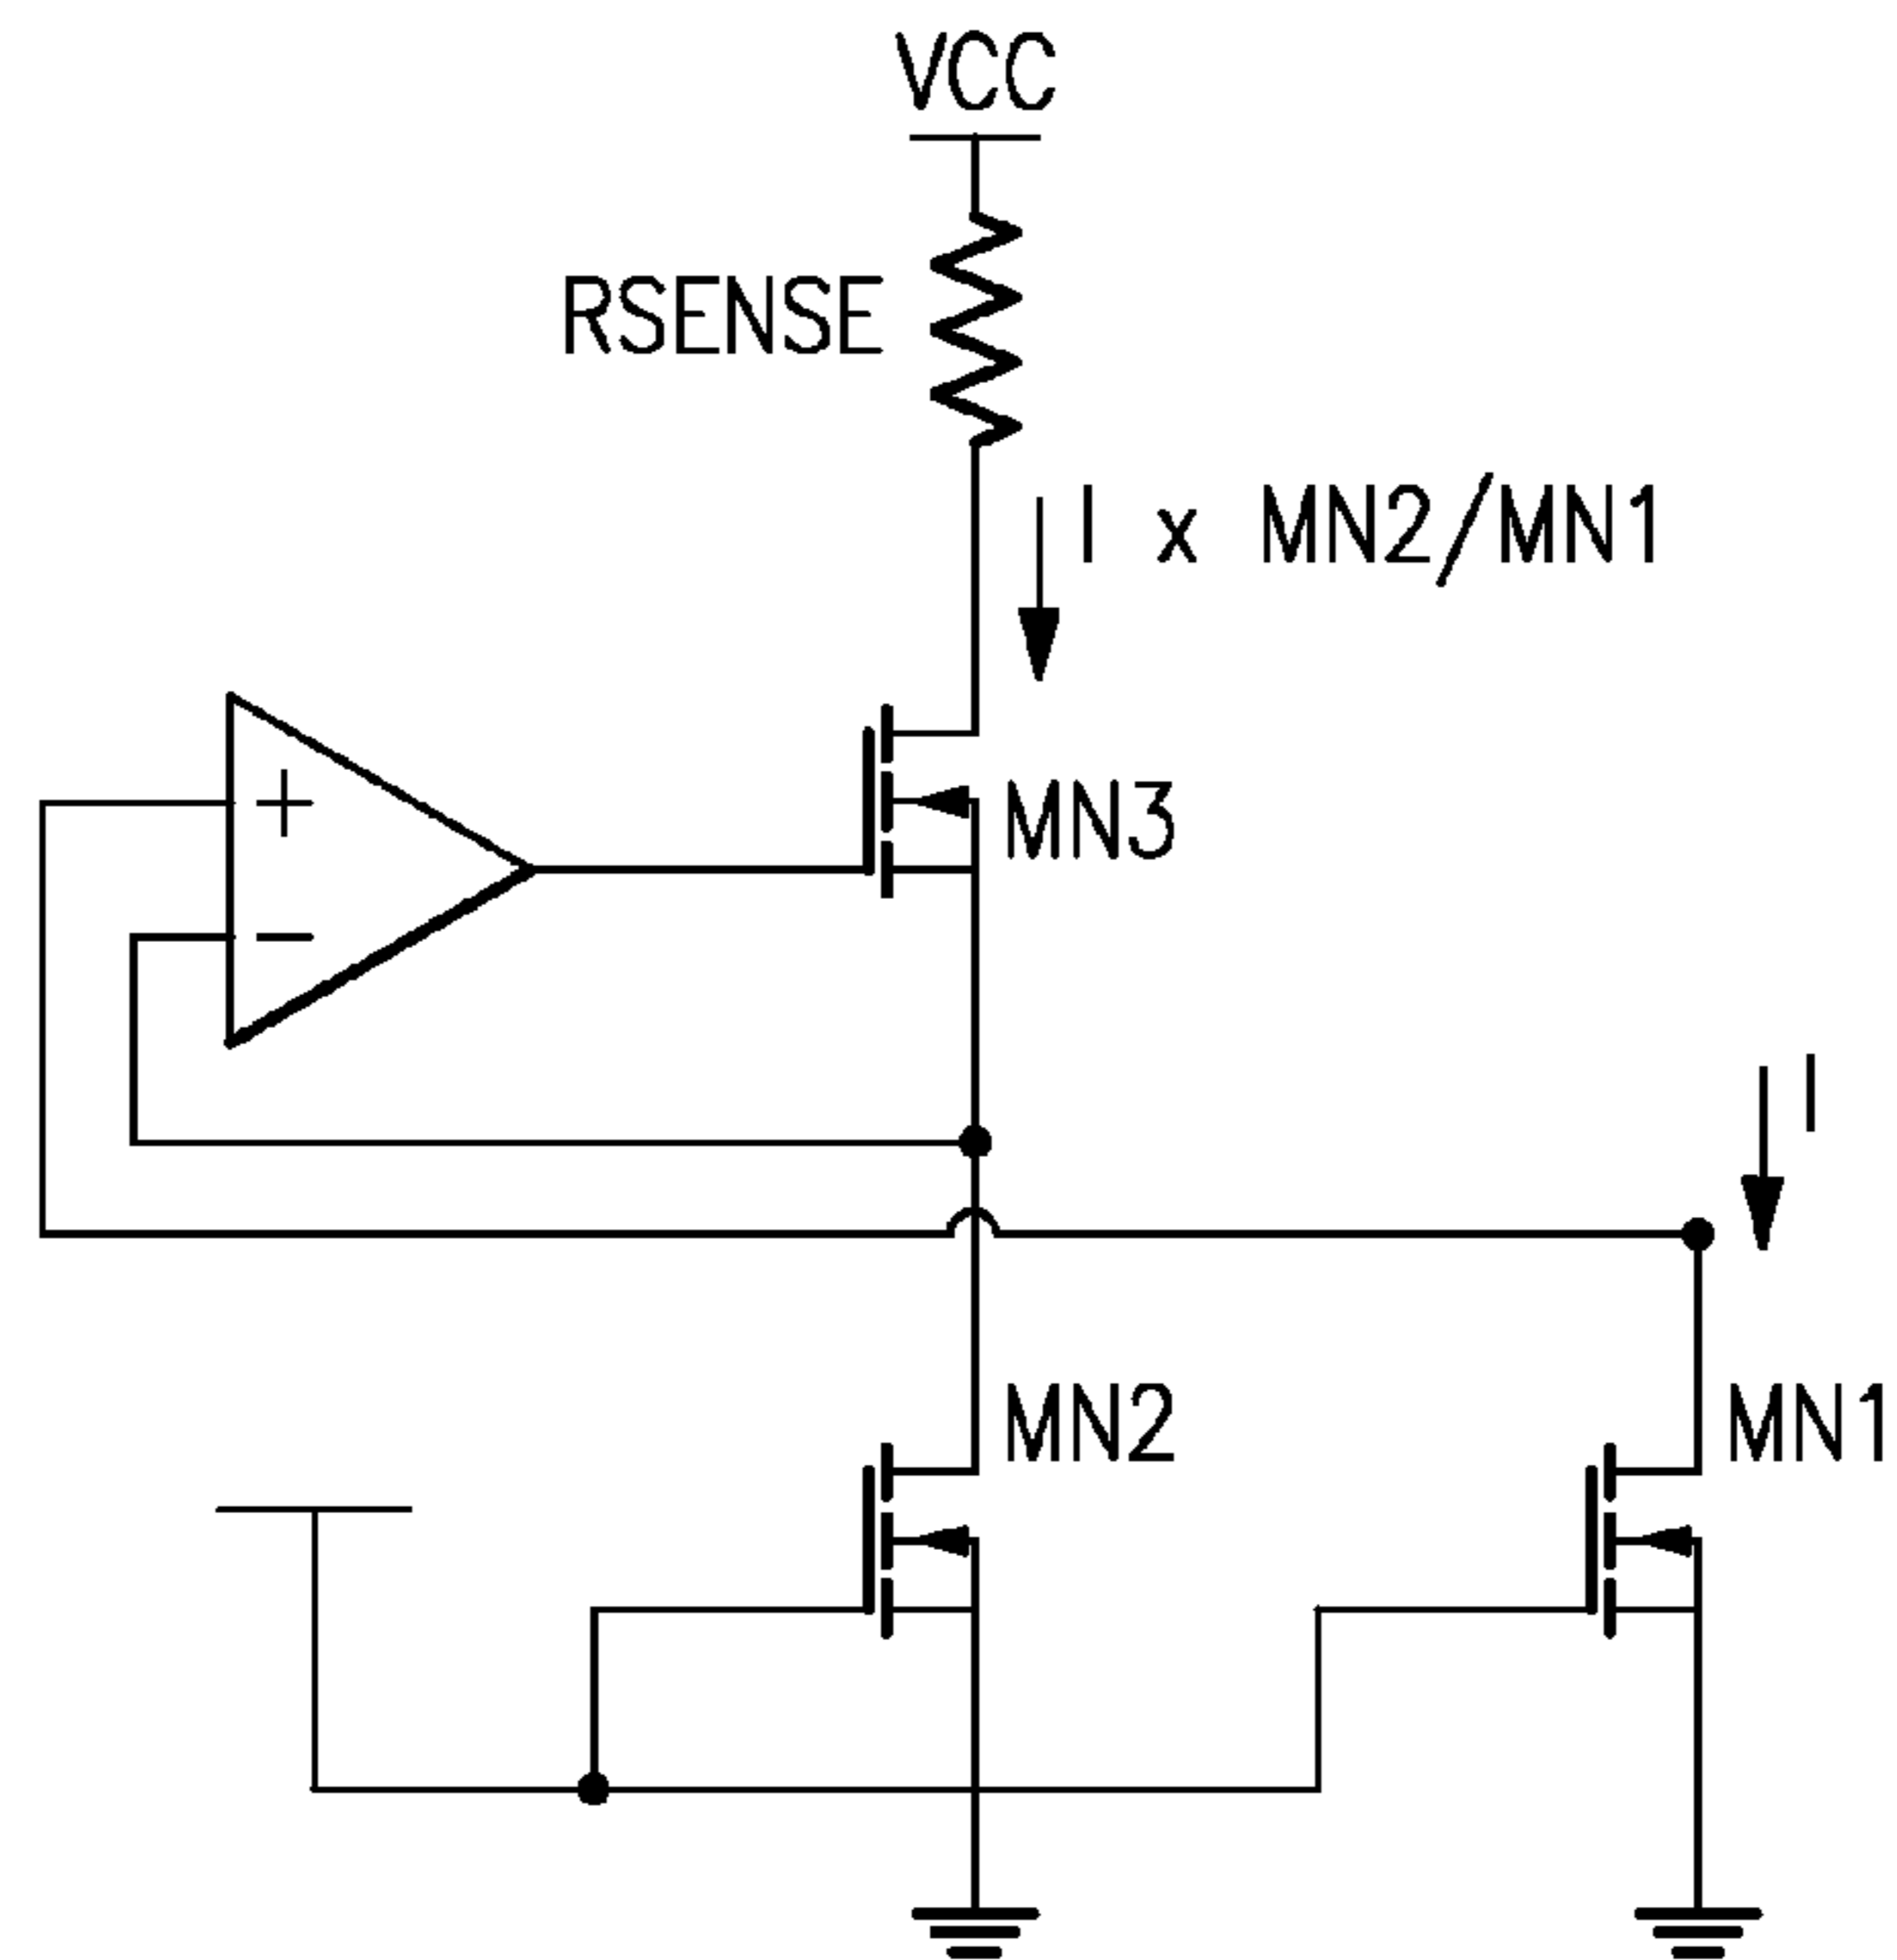 VCC
RSENSE
I x MN2/MN1
+
MN3
−
I
MN2
MN1